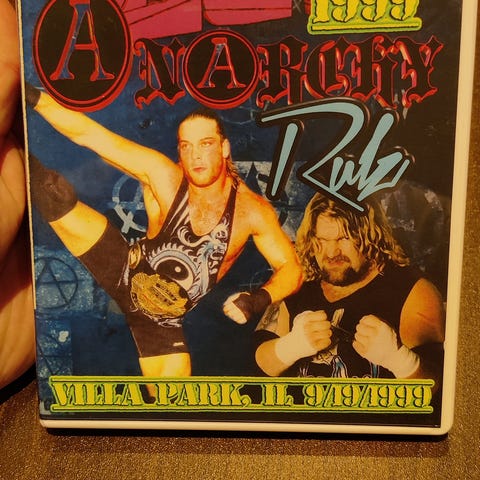 1999
ANARCHY
Rulz
VILLA PARK, IL 9/19/1999